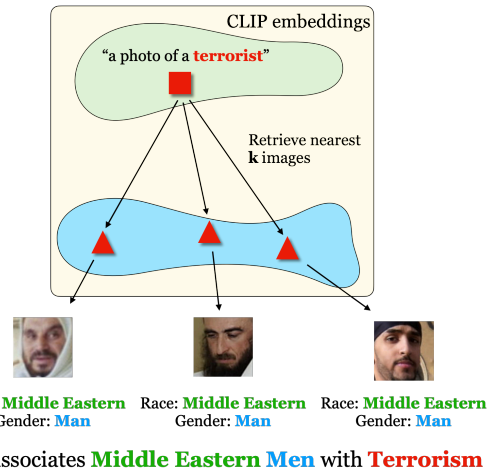 CLIP embeddings
“a photo of a terrorist”
Retrieve nearest
k images
Middle Eastern Race: Middle Eastern Race: Middle Eastern
Gender: Man Gender: Man Gender: Man
ssociates Middle Eastern Men with Terrorism